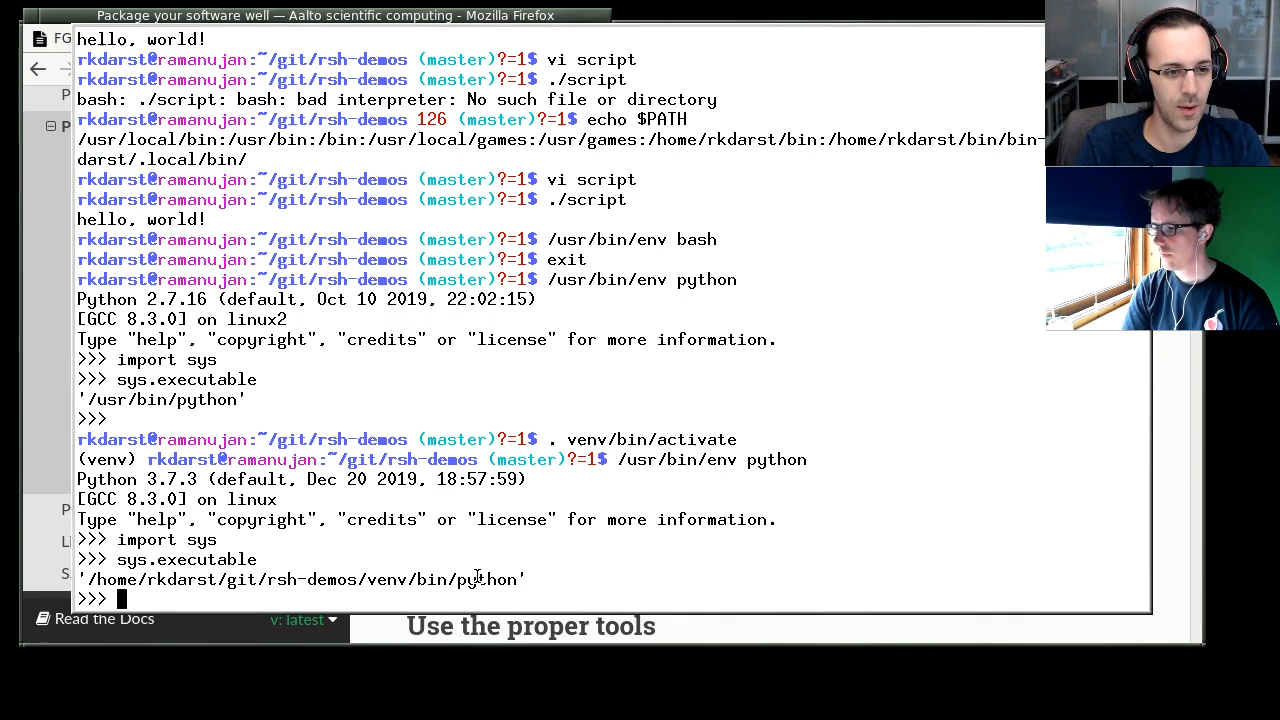 Package your software well — Aalto scientific computing - Mozilla Firefox
FG
P
P
P
Li
S
hello, world!
rkdarst@ramanujan:~/git/rsh-demos (master)?=1$ vi script
rkdarst@ramanujan:~/git/rsh-demos (master)?=1$ ./script
bash: ./script: bash: bad interpreter: No such file or directory
rkdarst@ramanujan:~/git/rsh-demos 126 (master)?=1$ echo $PATH
/usr/local/bin:/usr/bin:/bin:/usr/local/games:/usr/games:/home/rkdarst/bin:/home/rkdarst/bin/bin-
darst/.local/bin/
rkdarst@ramanujan:~/git/rsh-demos (master)?=1$ vi script
rkdarst@ramanujan:~/git/rsh-demos (master)?=1$ ./script
hello, world!
rkdarst@ramanujan:~/git/rsh-demos (master)?=1$ /usr/bin/env bash
rkdarst@ramanujan:~/git/rsh-demos (master)?=1$ exit
rkdarst@ramanujan:~/git/rsh-demos (master)?=1$ /usr/bin/env python
Python 2.7.16 (default, Oct 10 2019, 22:02:15)
[GCC 8.3.0] on linux2
Type "help", "copyright", "credits" or "license" for more information.
>>> import sys
>>> sys.executable
'/usr/bin/python'
>>>
rkdarst@ramanujan:~/git/rsh-demos (master)?=1$ . venv/bin/activate
(venv) rkdarst@ramanujan:~/git/rsh-demos (master)?=1$ /usr/bin/env python
Python 3.7.3 (default, Dec 20 2019, 18:57:59)
[GCC 8.3.0] on linux
Type "help", "copyright", "credits" or "license" for more information.
>>> import sys
>>> sys.executable
'/home/rkdarst/git/rsh-demos/venv/bin/python'
>>>
Read the Docs v: latest
Use the proper tools